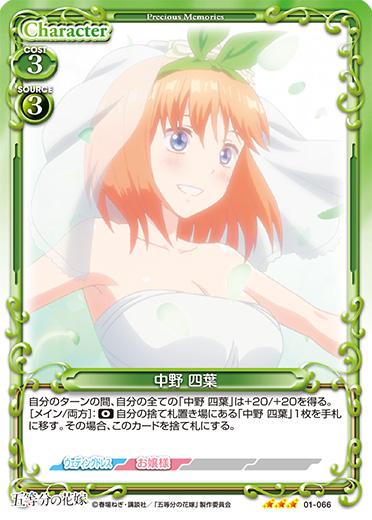 Precious Memories
Character
COST
3
SOURCE
3
中野 四葉
自分のターンの間、自分の全ての「中野 四葉」は+20/+20を得る。
[メイン/両方]:0自分の捨て札置き場にある「中野 四葉」1枚を手札
に移す。その場合、このカードを捨て札にする。
ウェディングドレス お嬢様
五等分の花嫁
©春場ねぎ・講談社／「五等分の花嫁」製作委員会
01-066